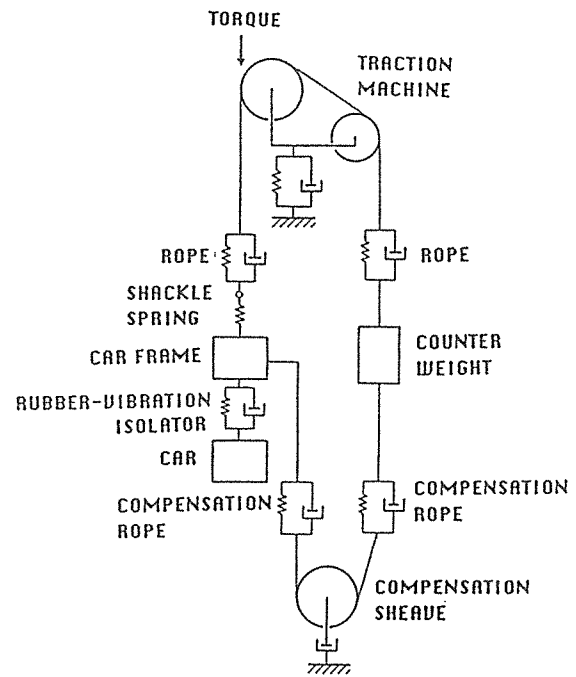 TORQUE
TRACTION
MACHINE
ROPE
ROPE
SHACKLE
SPRING
CAR FRAME
COUNTER
WEIGHT
RUBBER-VIBRATION
ISOLATOR
CAR
COMPENSATION
ROPE
COMPENSATION
ROPE
COMPENSATION
SHEAVE